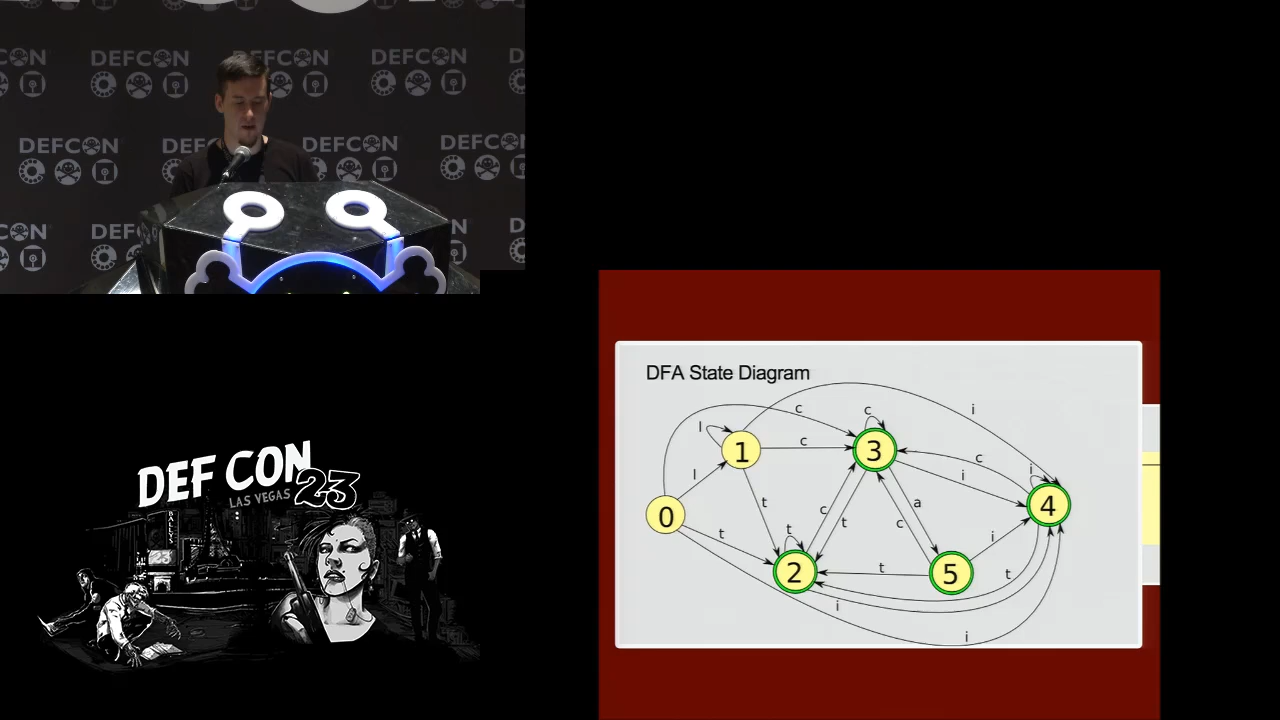 DEFCON DEFCON DEFCON
DEFCON DEFCON DEFCON DEFCON
DEF CON 23
LAS VEGAS
BALLYS
DFA State Diagram
c
i
c
l
1
c
3
c
i
i
l
4
0
t
a
c
c
t
t
t
i
2
t
5
t
i
i